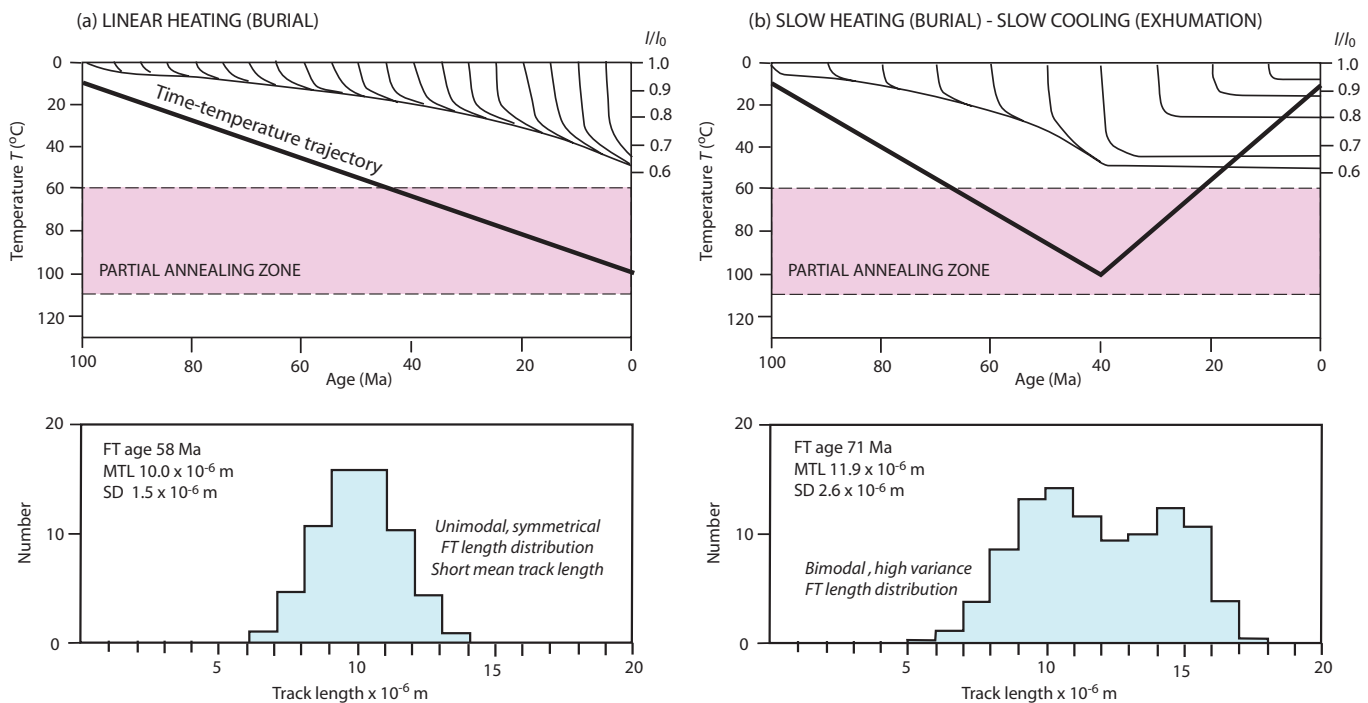 (a) LINEAR HEATING (BURIAL)
l/l0
0
20
40
60
80
100
120
Temperature T (°C)
1.0
0.9
0.8
0.7
0.6
Time-temperature trajectory
PARTIAL ANNEALING ZONE
100
80
60
40
20
0
Age (Ma)
(b) SLOW HEATING (BURIAL) - SLOW COOLING (EXHUMATION)
l/l0
0
20
40
60
80
100
120
Temperature T (°C)
1.0
0.9
0.8
0.7
0.6
PARTIAL ANNEALING ZONE
100
80
60
40
20
0
Age (Ma)
20
10
0
Number
FT age 58 Ma
MTL 10.0 x 10-6 m
SD 1.5 x 10-6 m
Unimodal, symmetrical
FT length distribution
Short mean track length
5
10
15
20
Track length x 10-6 m
20
10
0
Number
FT age 71 Ma
MTL 11.9 x 10-6 m
SD 2.6 x 10-6 m
Bimodal , high variance
FT length distribution
5
10
15
20
Track length x 10-6 m